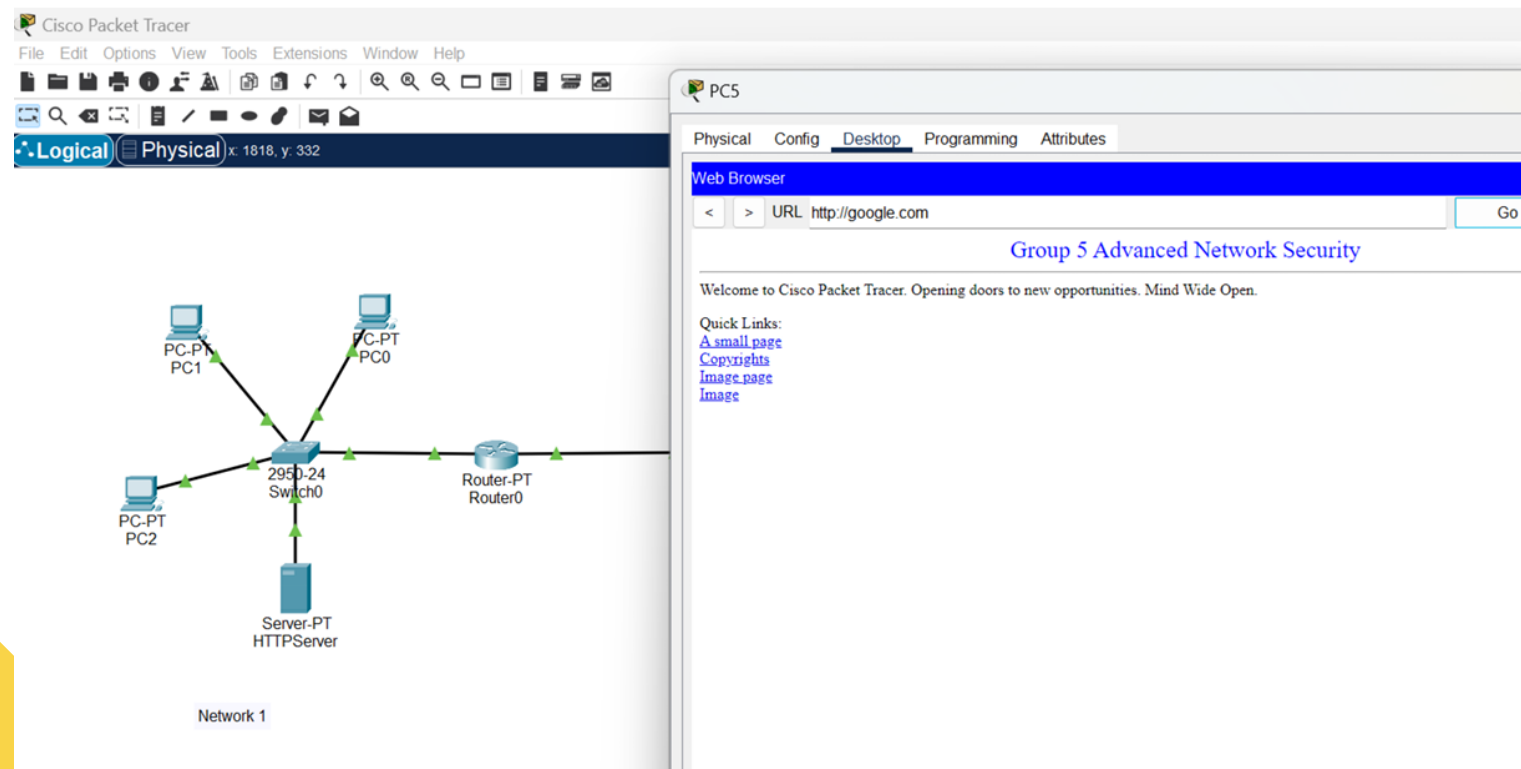 Cisco Packet Tracer
File Edit Options View Tools Extensions Window Help
Logical Physical x: 1818, y: 332
PC-PT
PC1
PC-PT
PC0
2950-24
Switch0
Router-PT
Router0
PC-PT
PC2
Server-PT
HTTPServer
Network 1
PC5
Physical Config Desktop Programming Attributes
Web Browser
< > URL http://google.com Go
Group 5 Advanced Network Security
Welcome to Cisco Packet Tracer. Opening doors to new opportunities. Mind Wide Open.
Quick Links:
A small page
Copyrights
Image page
Image